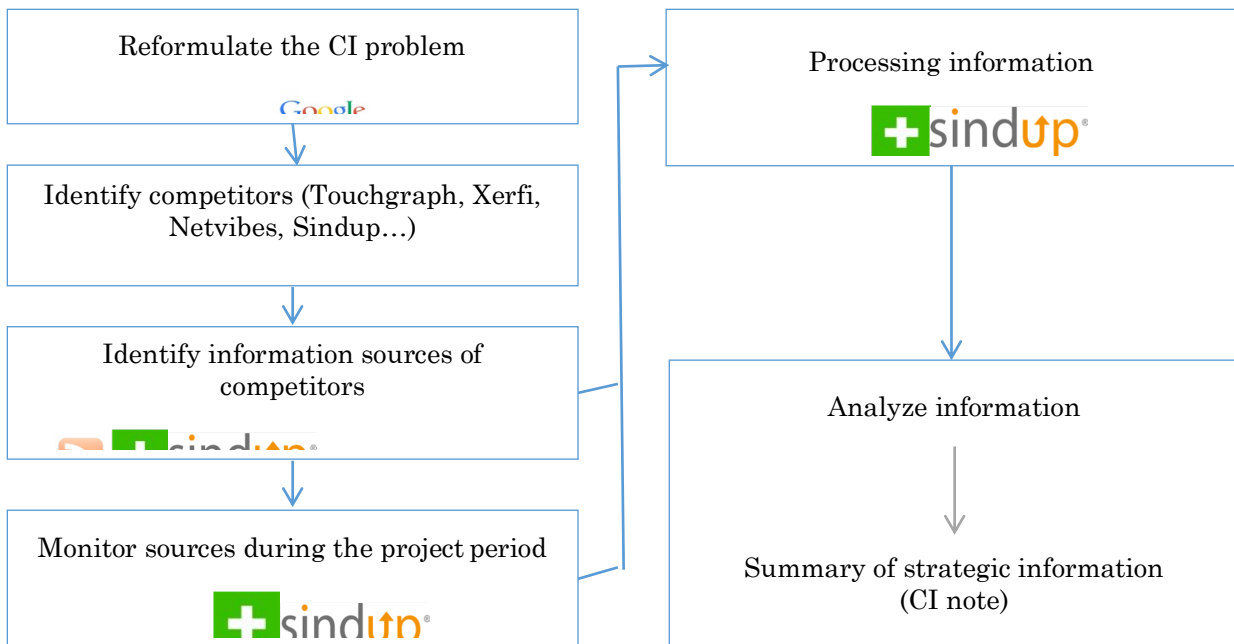 Reformulate the CI problem
Google
Identify competitors (Touchgraph, Xerfi,
Netvibes, Sindup…)
Identify information sources of
competitors
sindup®
Monitor sources during the project period
sindup®
Processing information
sindup®
Analyze information
Summary of strategic information
(CI note)